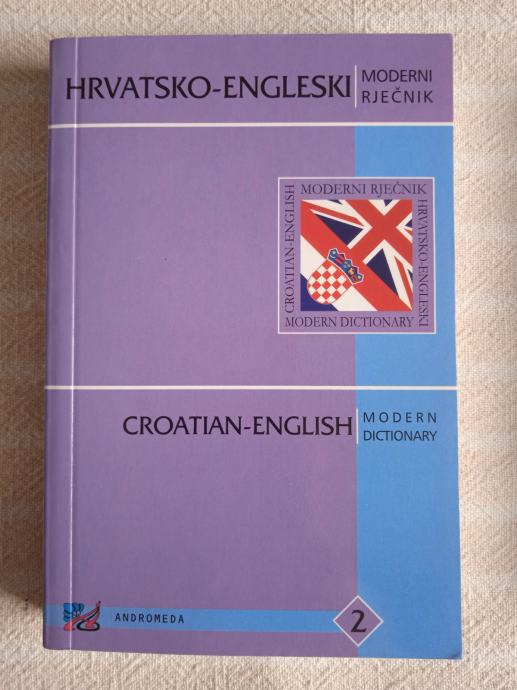 HRVATSKO-ENGLESKI
MODERNI
RJEČNIK
MODERNI RJEČNIK
CROATIAN-ENGLISH
HRVATSKO-ENGLESKI
MODERN DICTIONARY
CROATIAN-ENGLISH
MODERN
DICTIONARY
ANDROMEDA
2